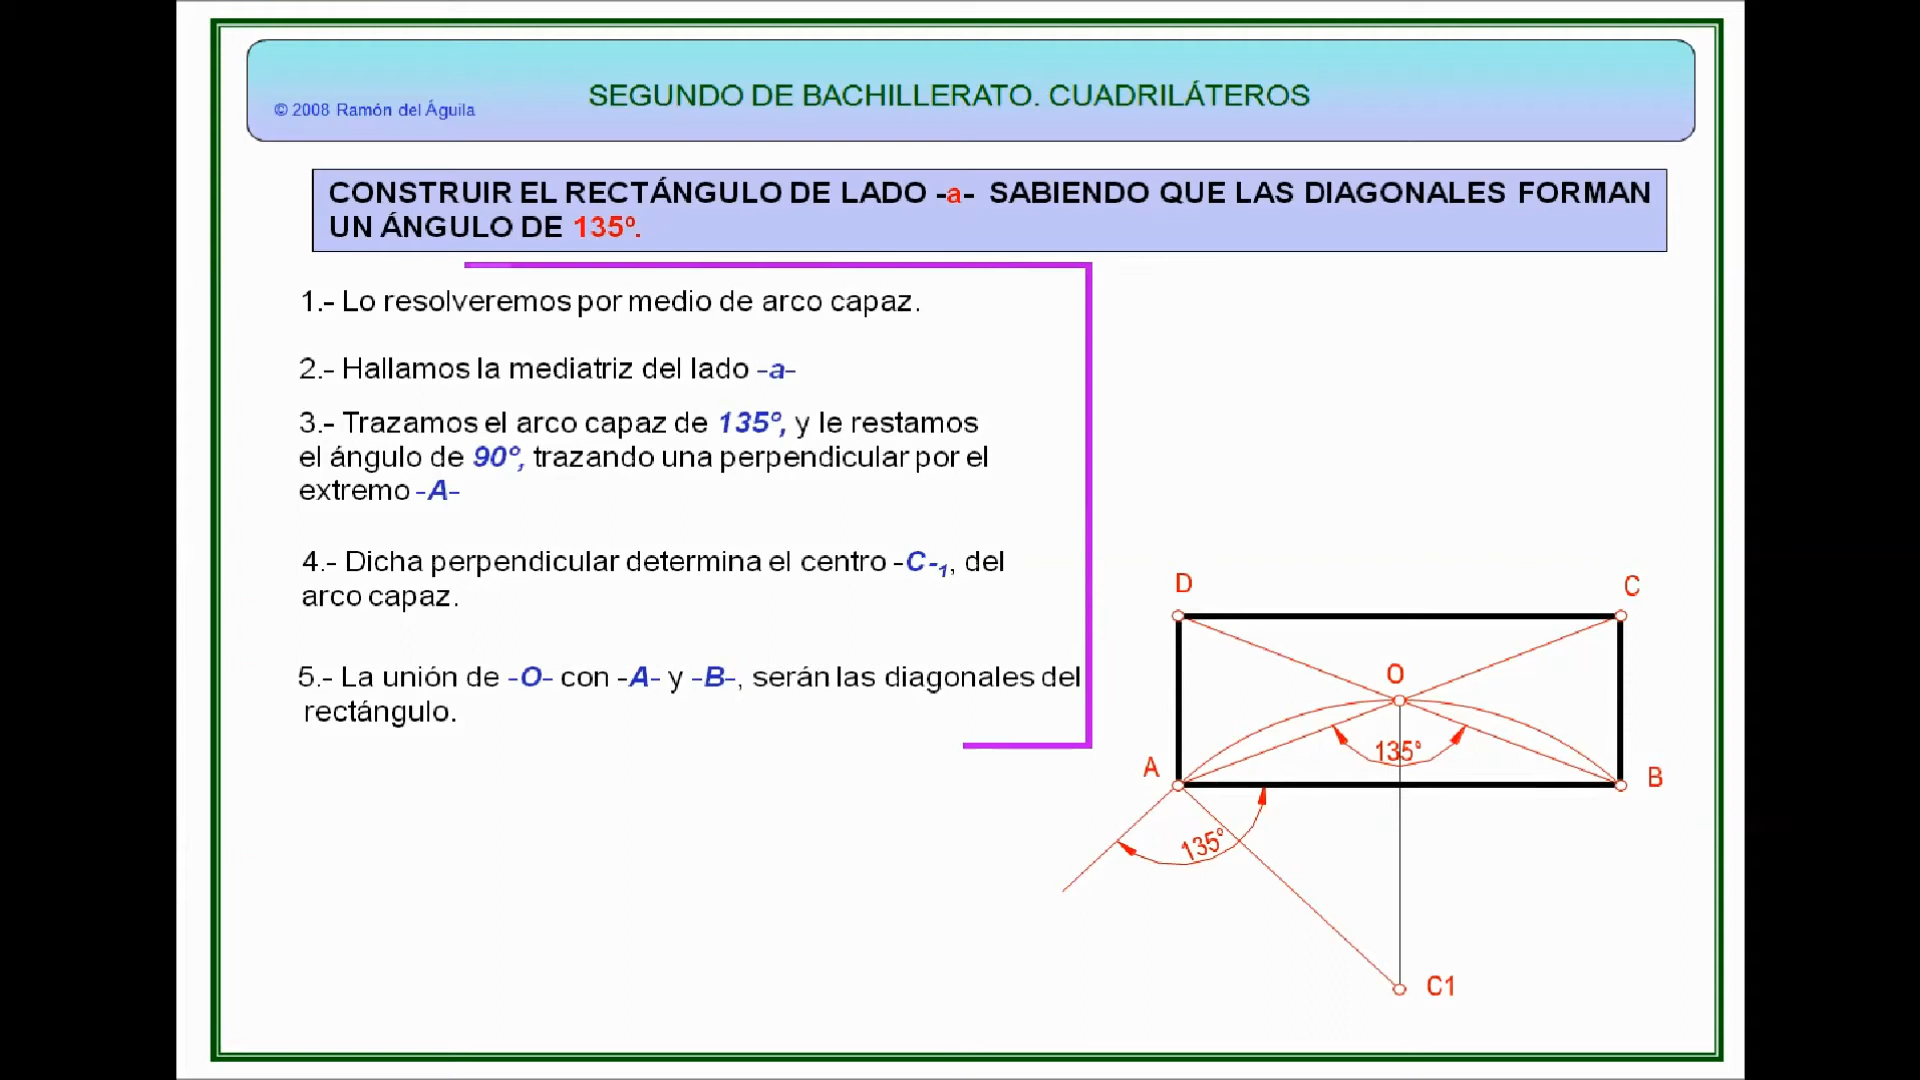 SEGUNDO DE BACHILLERATO. CUADRILÁTEROS
© 2008 Ramón del Águila
CONSTRUIR EL RECTÁNGULO DE LADO -a- SABIENDO QUE LAS DIAGONALES FORMAN
UN ÁNGULO DE 135º.
1.- Lo resolveremos por medio de arco capaz.
2.- Hallamos la mediatriz del lado -a-
3.- Trazamos el arco capaz de 135º, y le restamos
el ángulo de 90º, trazando una perpendicular por el
extremo -A-
4.- Dicha perpendicular determina el centro -C-1, del
arco capaz.
5.- La unión de -O- con -A- y -B-, serán las diagonales del
rectángulo.
D
C
O
135°
A
B
135°
C1